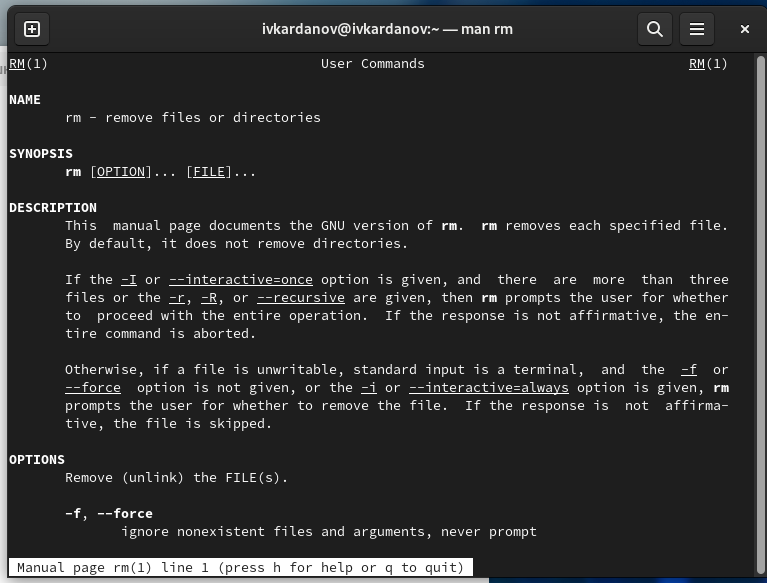 ivkardanov@ivkardanov:~ — man rm
RM(1) User Commands RM(1)
NAME
rm - remove files or directories
SYNOPSIS
rm [OPTION]... [FILE]...
DESCRIPTION
This manual page documents the GNU version of rm. rm removes each specified file.
By default, it does not remove directories.
If the -I or --interactive=once option is given, and there are more than three
files or the -r, -R, or --recursive are given, then rm prompts the user for whether
to proceed with the entire operation. If the response is not affirmative, the en-
tire command is aborted.
Otherwise, if a file is unwritable, standard input is a terminal, and the -f or
--force option is not given, or the -i or --interactive=always option is given, rm
prompts the user for whether to remove the file. If the response is not affirma-
tive, the file is skipped.
OPTIONS
Remove (unlink) the FILE(s).
-f, --force
ignore nonexistent files and arguments, never prompt
Manual page rm(1) line 1 (press h for help or q to quit)